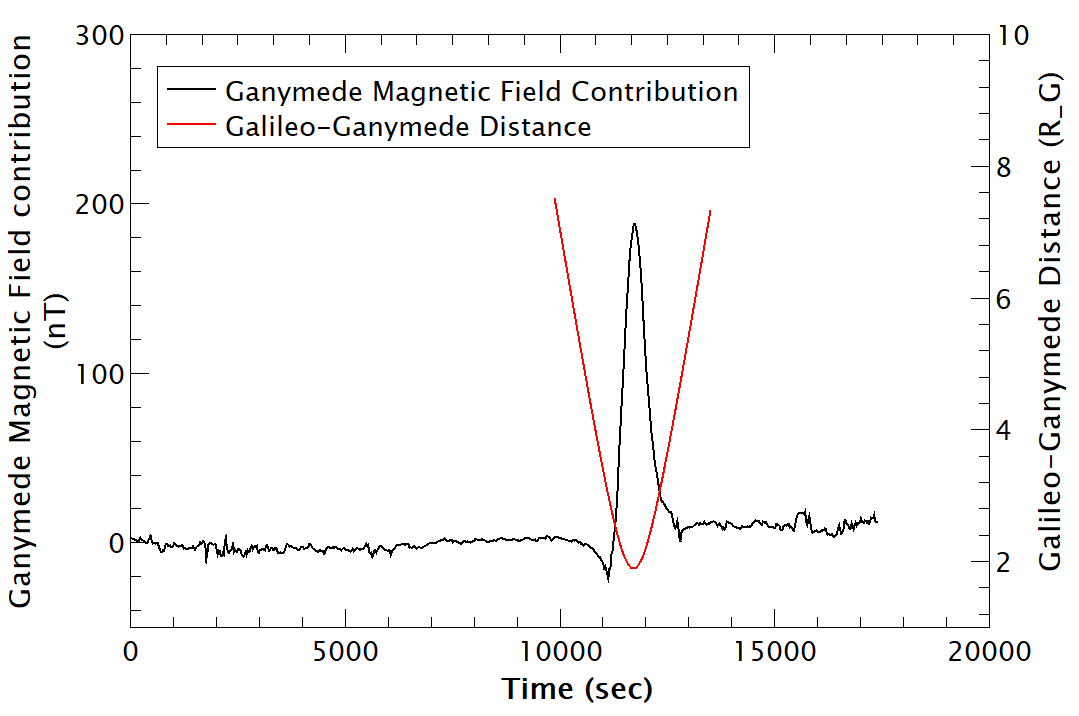 Ganymede Magnetic Field contribution
(nT)
300
200
100
0
Ganymede Magnetic Field Contribution
Galileo-Ganymede Distance
10
8
6
4
2
Galileo-Ganymede Distance (R_G)
0
5000
10000
15000
20000
Time (sec)